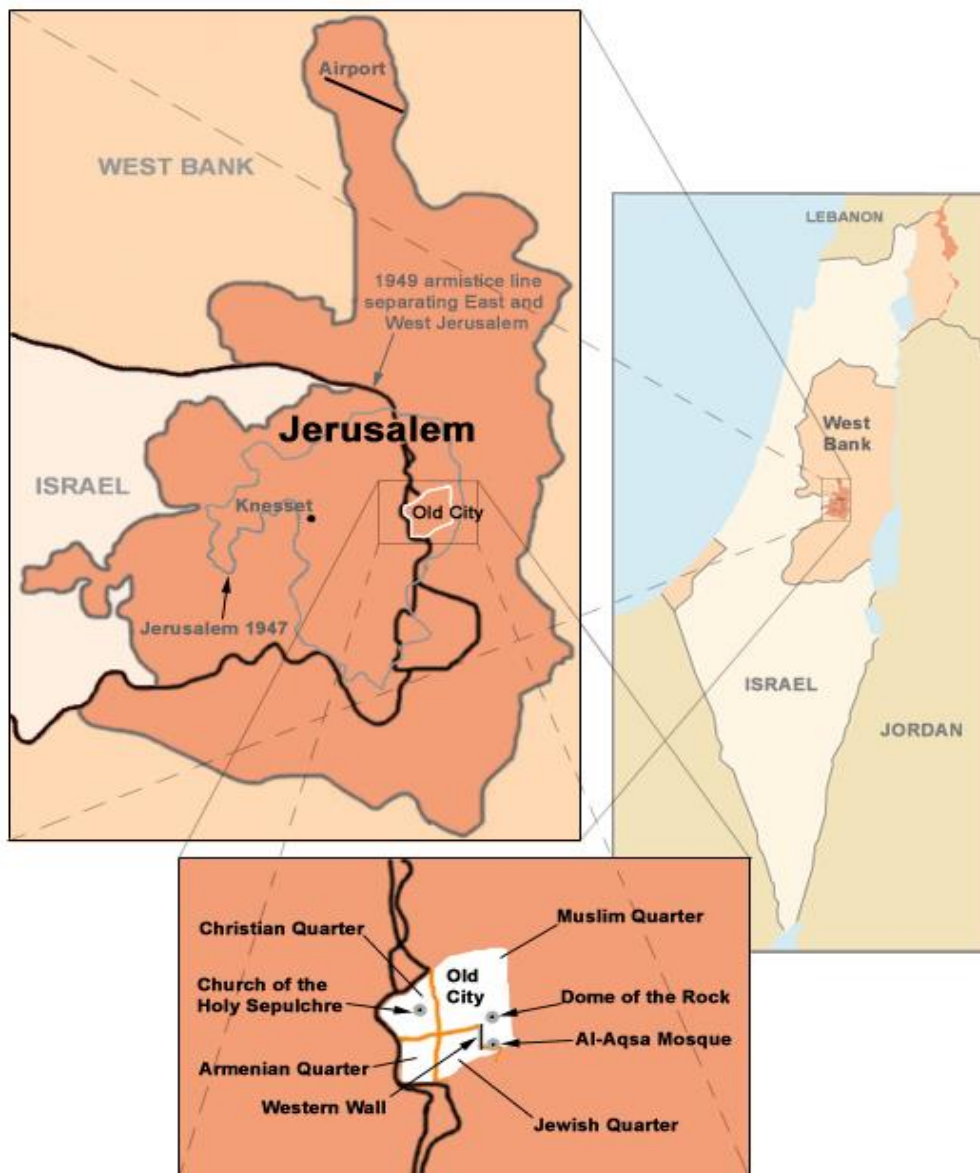 Airport
WEST BANK
1949 armistice line
separating East and
West Jerusalem
Jerusalem
ISRAEL
Knesset
Old City
Jerusalem 1947
LEBANON
West
Bank
ISRAEL
JORDAN
Christian Quarter
Muslim Quarter
Old
City
Church of the
Holy Sepulchre
Dome of the Rock
Al-Aqsa Mosque
Armenian Quarter
Western Wall
Jewish Quarter